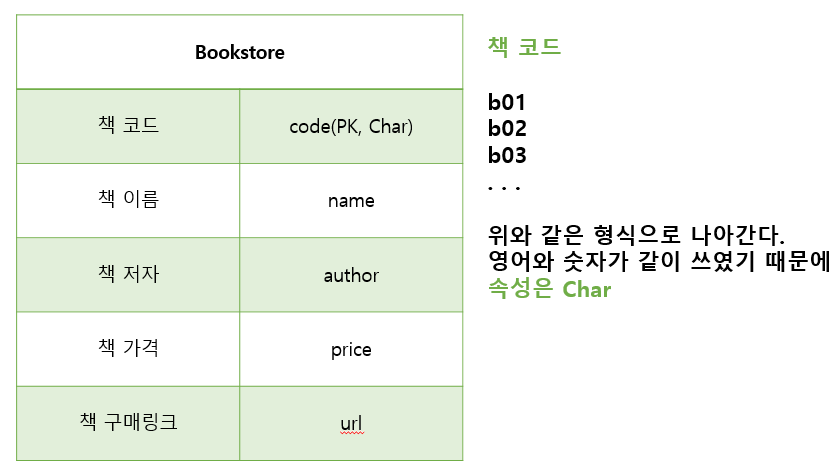 Bookstore
책 코드 code(PK, Char)
책 이름 name
책 저자 author
책 가격 price
책 구매링크 url
책 코드
b01
b02
b03
. . .
위와 같은 형식으로 나아간다.
영어와 숫자가 같이 쓰였기 때문에
속성은 Char